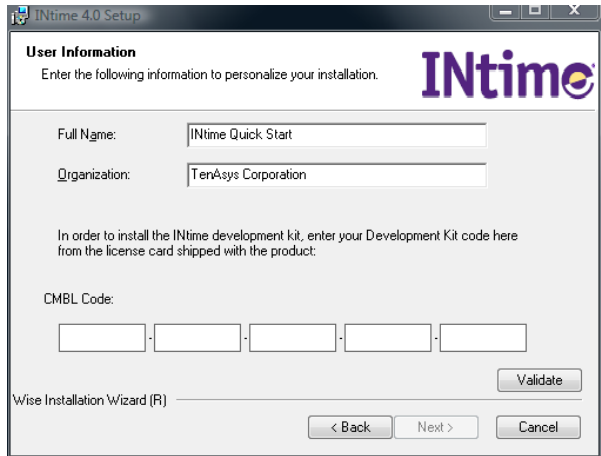 INtime 4.0 Setup
User Information
Enter the following information to personalize your installation.
INtime
Full Name:
INtime Quick Start
Organization:
TenAsys Corporation
In order to install the INtime development kit, enter your Development Kit code here
from the license card shipped with the product:
CMBL Code:
- - - -
Validate
Wise Installation Wizard (R)
< Back
Next >
Cancel